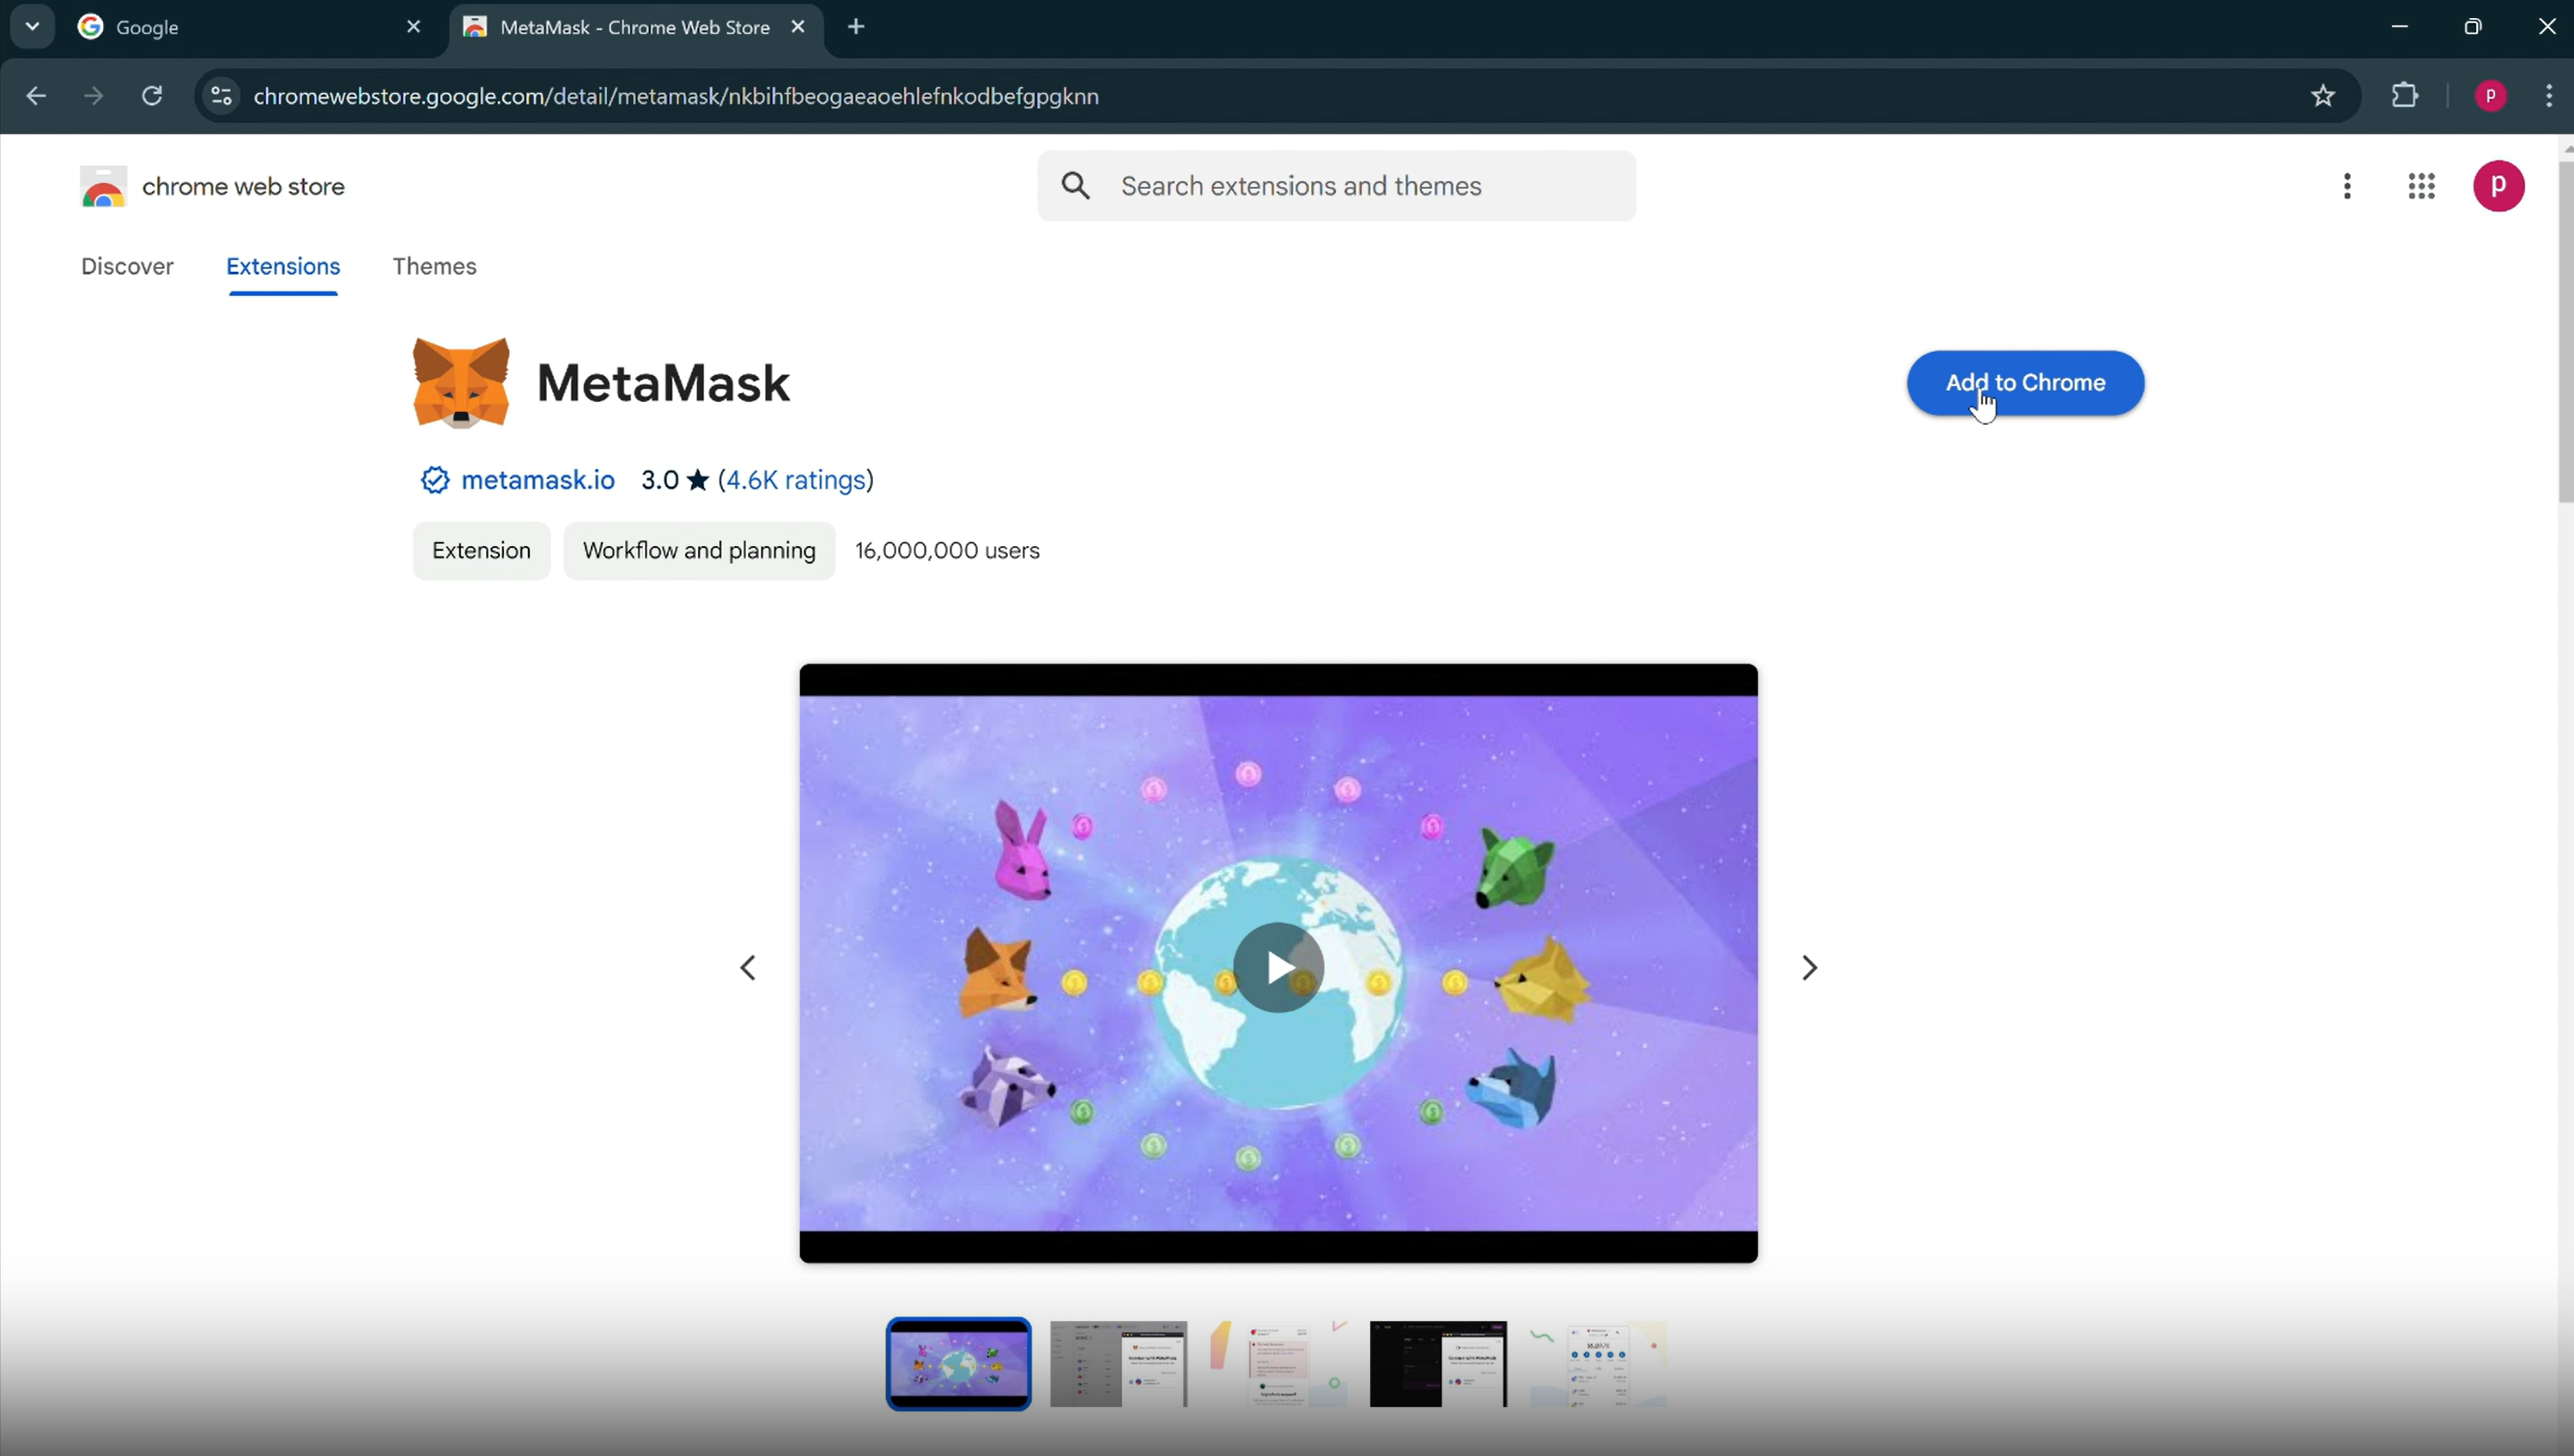 Google
MetaMask - Chrome Web Store
chromewebstore.google.com/detail/metamask/nkbihfbeogaeaoehlefnkodbefgpgknn
p
chrome web store
Search extensions and themes
p
Discover
Extensions
Themes
MetaMask
Add to Chrome
metamask.io 3.0 ★ (4.6K ratings)
Extension
Workflow and planning
16,000,000 users